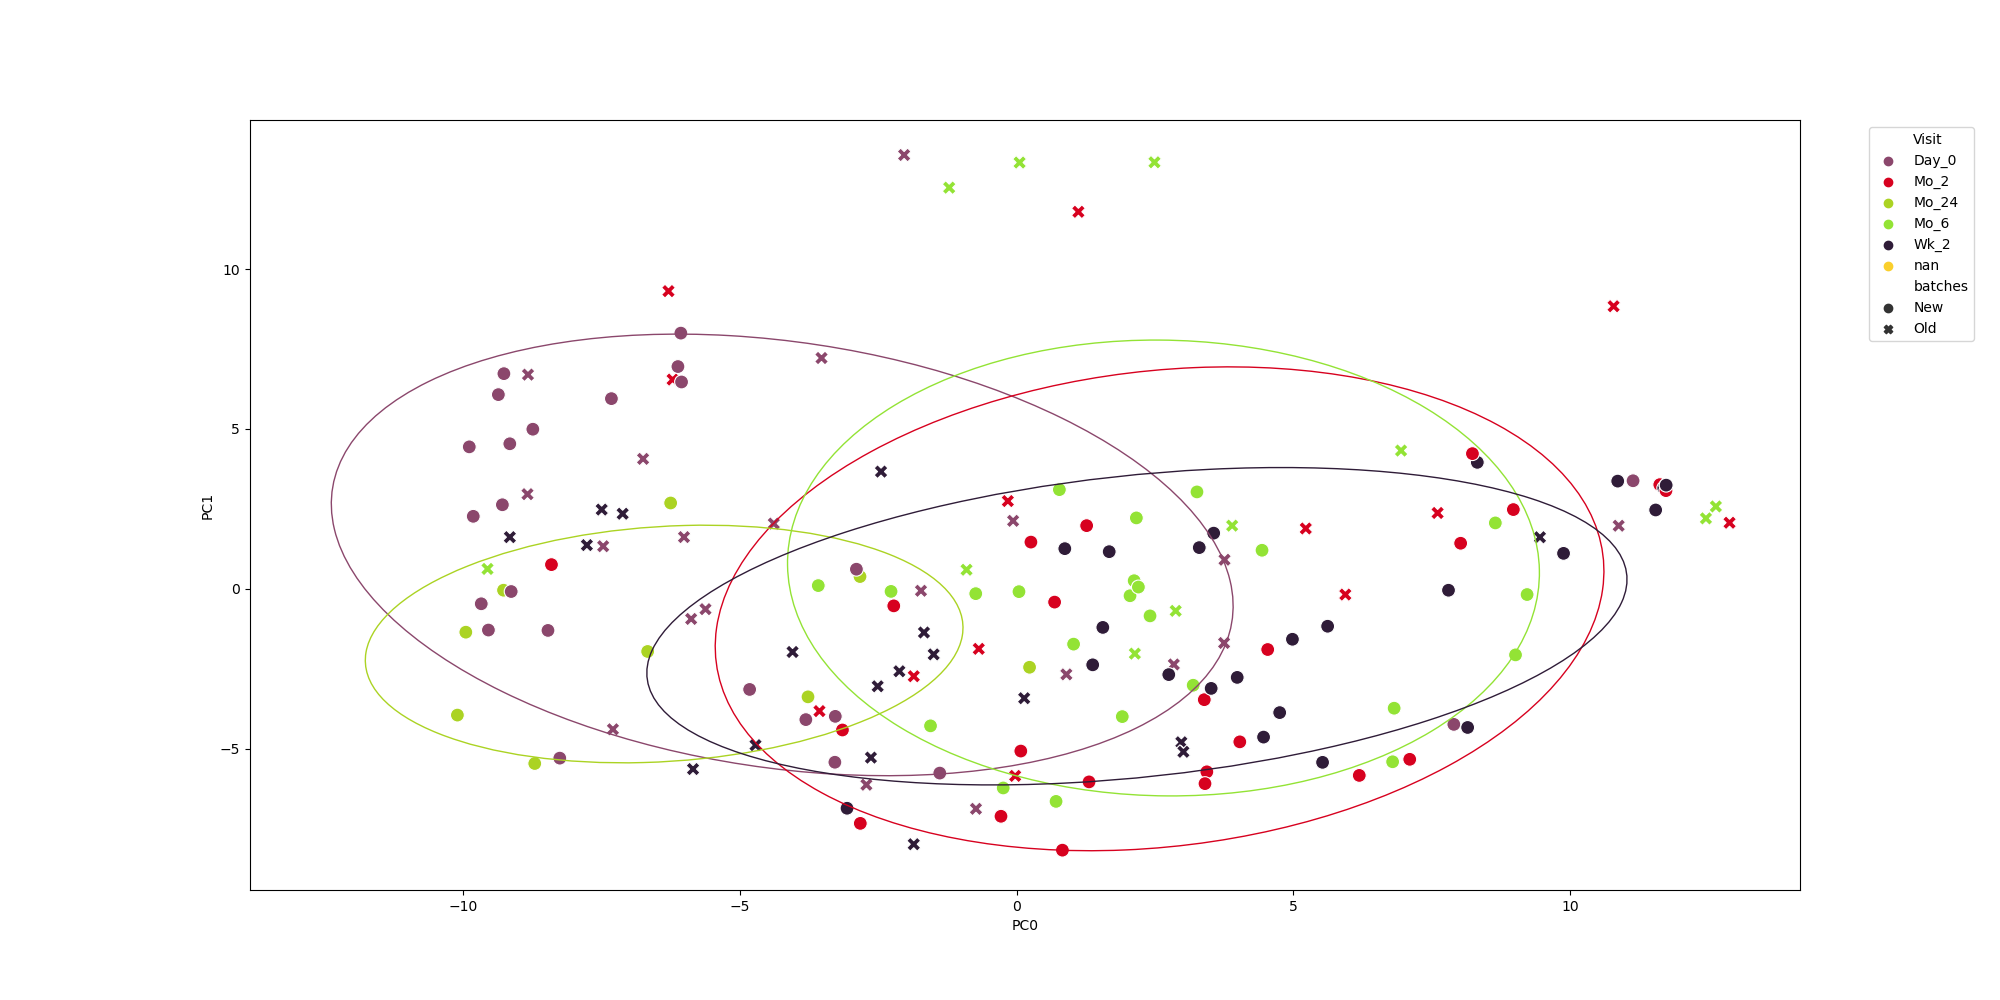 Visit
Day_0
Mo_2
Mo_24
Mo_6
Wk_2
nan
batches
New
Old
10
5
0
−5
PC1
−10
−5
0
5
10
PC0